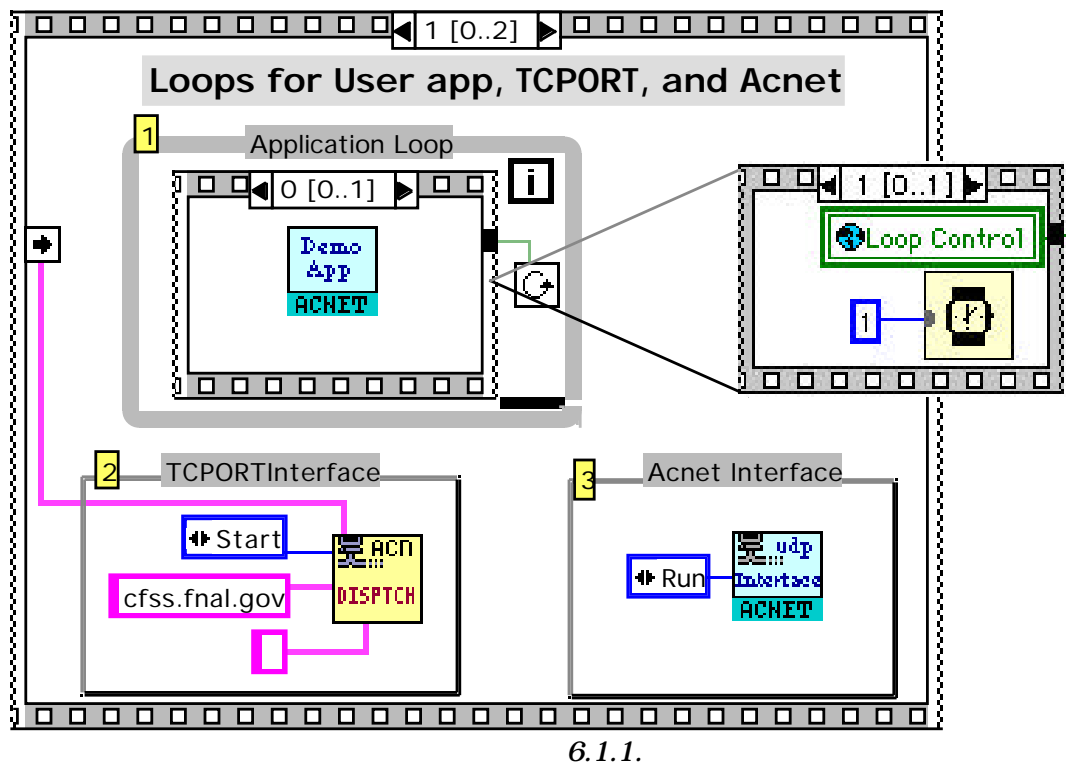 1 [0..2]
Loops for User app, TCPORT, and Acnet
1
Application Loop
i
0 [0..1]
Demo
App
ACNET
1 [0..1]
Loop Control
1
2
TCPORTInterface
Start
cfss.fnal.gov
ACn
DISPTCH
3
Acnet Interface
Run
udp
Interface
ACNET
6.1.1.